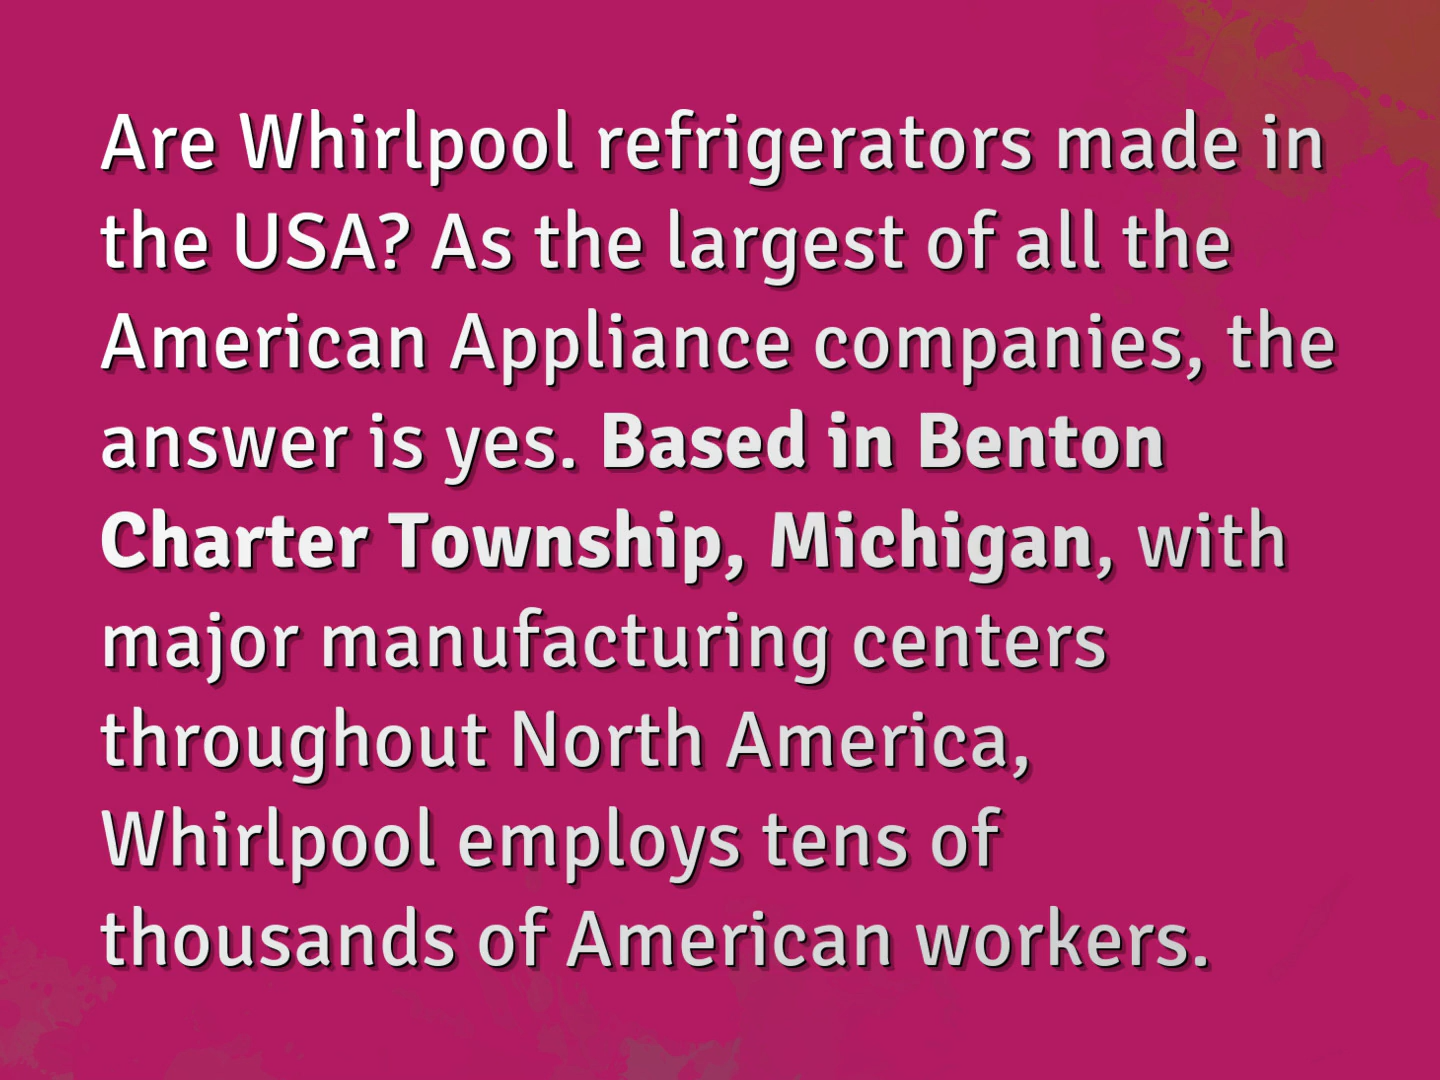 Are Whirlpool refrigerators made in
the USA? As the largest of all the
American Appliance companies, the
answer is yes. Based in Benton
Charter Township, Michigan, with
major manufacturing centers
throughout North America,
Whirlpool employs tens of
thousands of American workers.